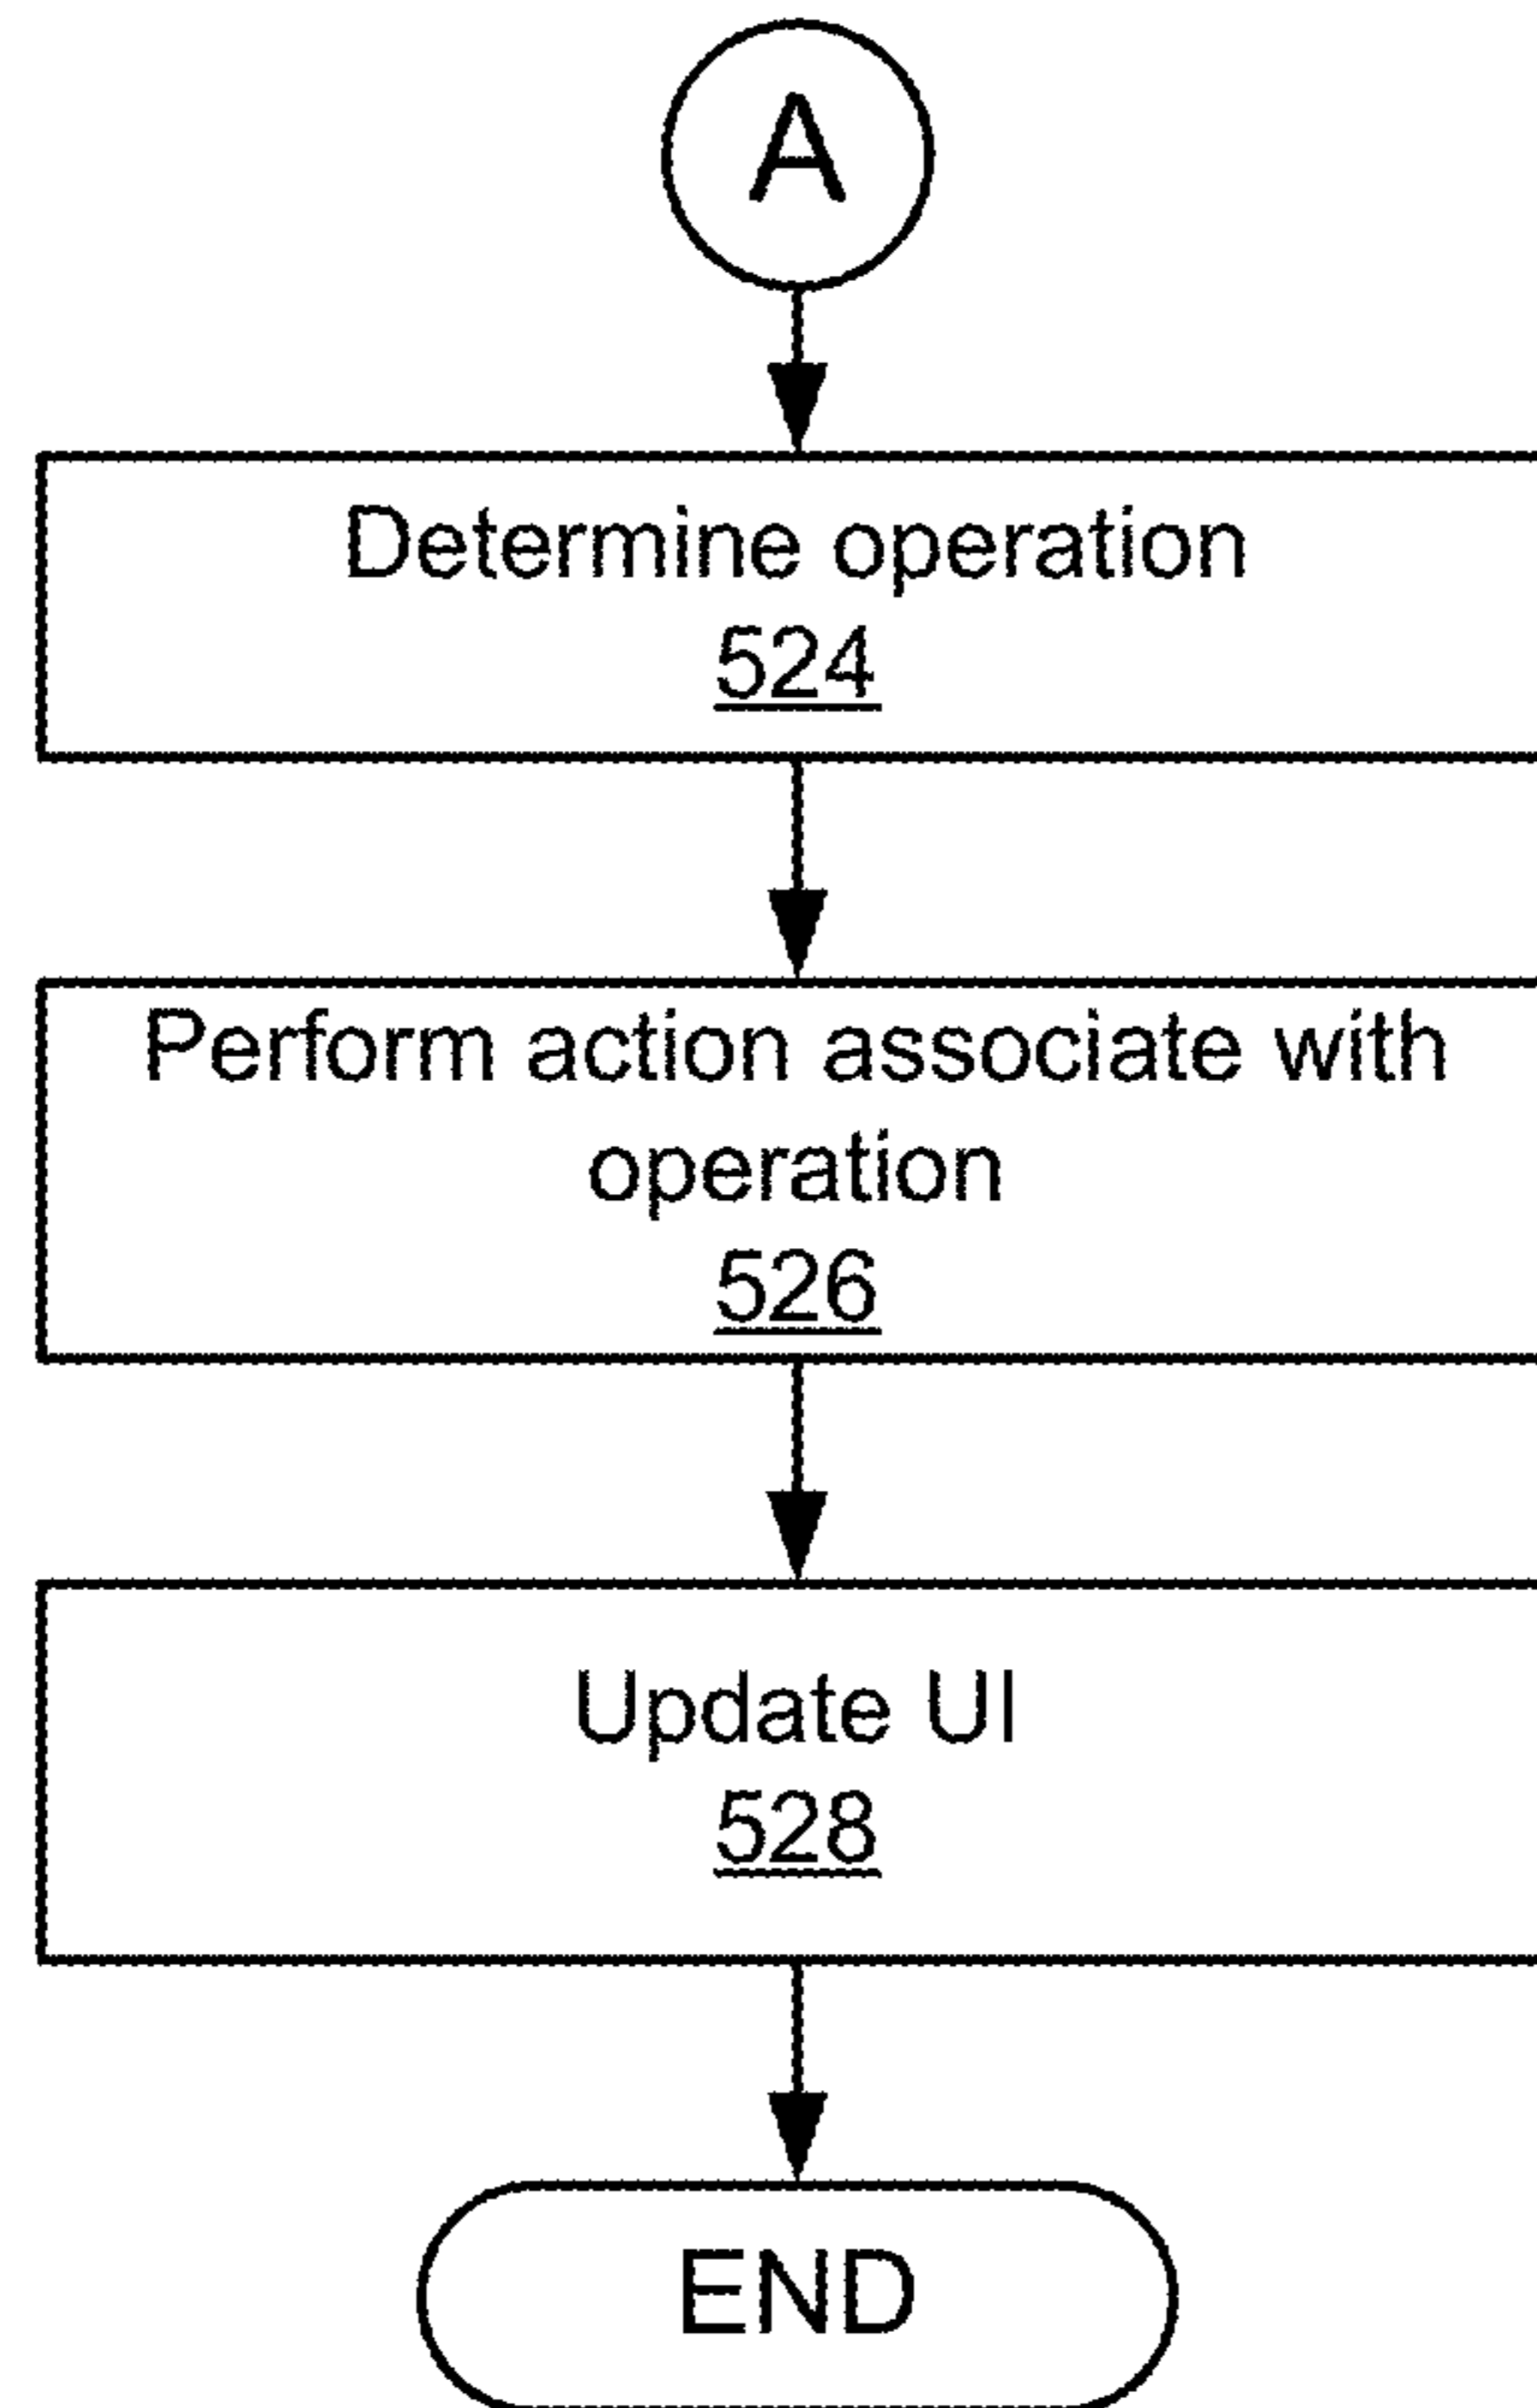 A
Determine operation
524
Perform action associate with
operation
526
Update UI
528
END